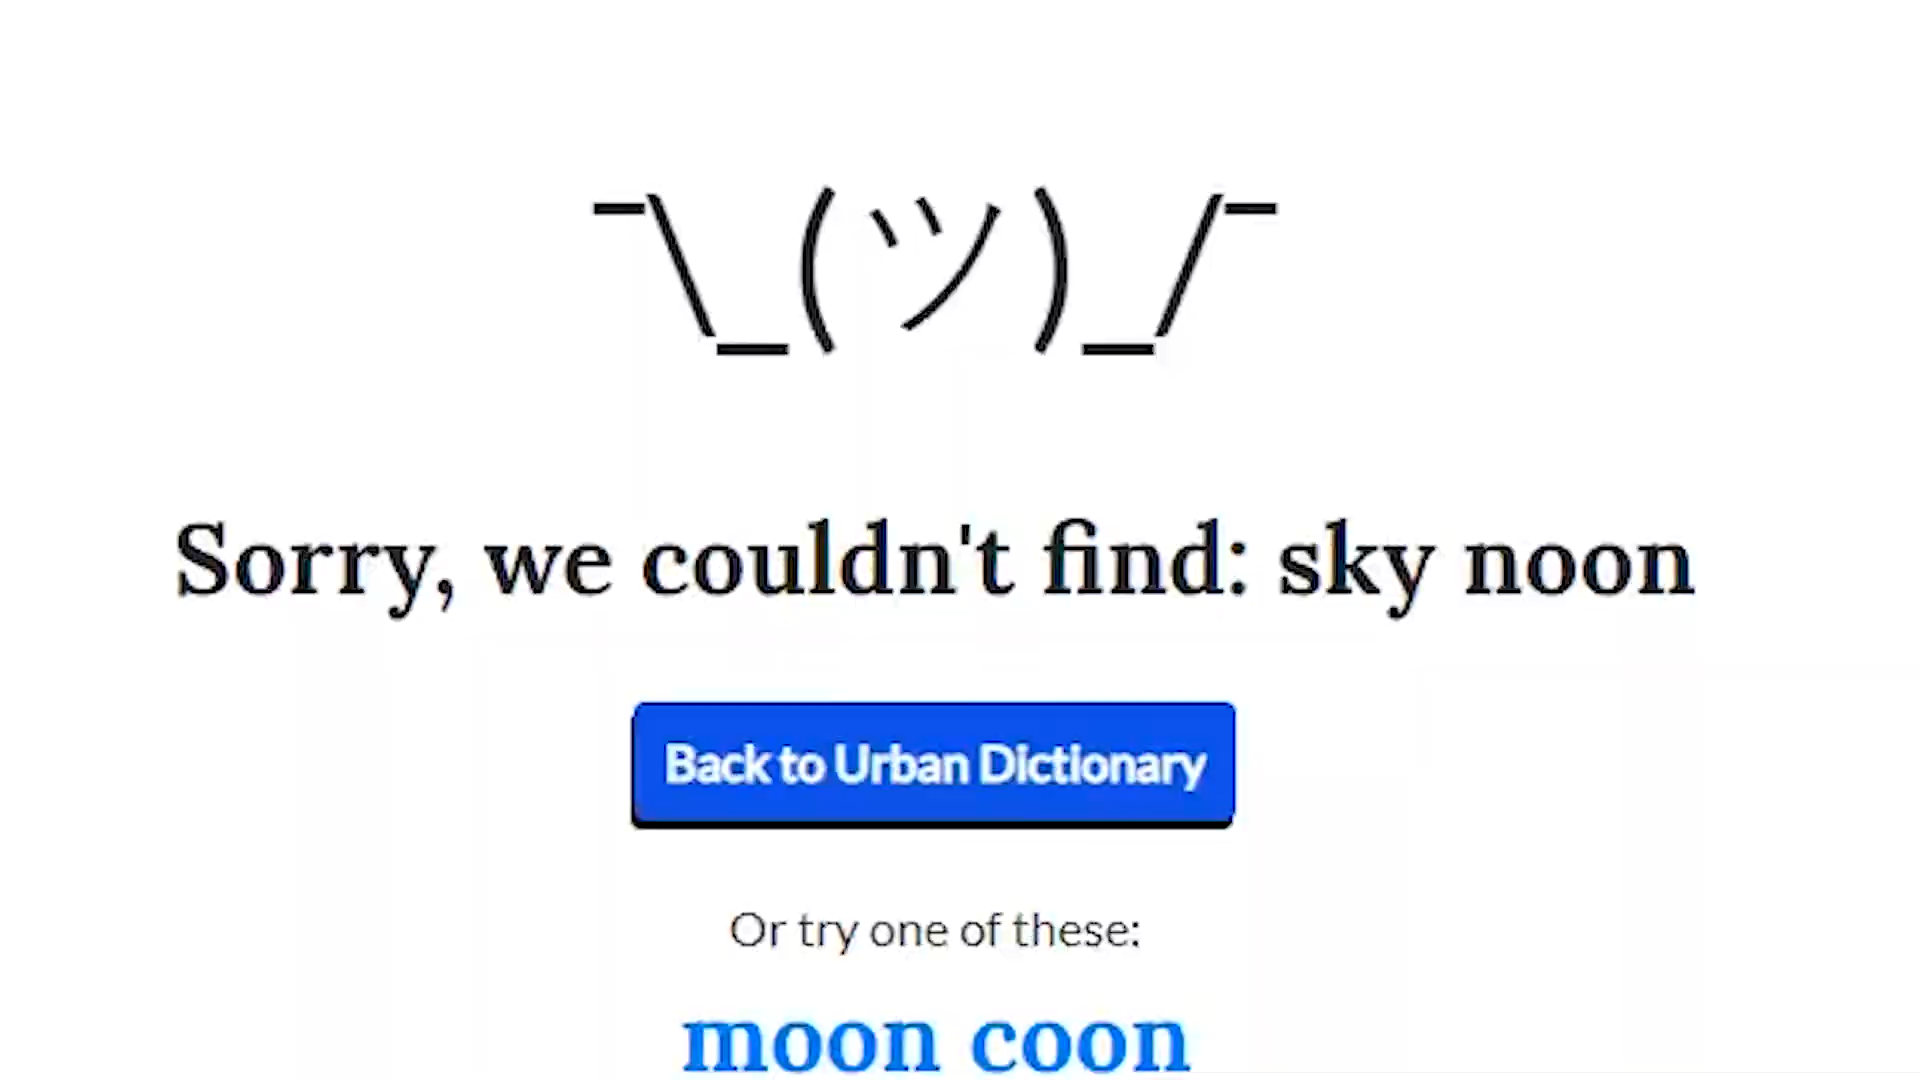 ¯\_(ツ)_/¯
Sorry, we couldn't find: sky noon
Back to Urban Dictionary
Or try one of these:
moon coon